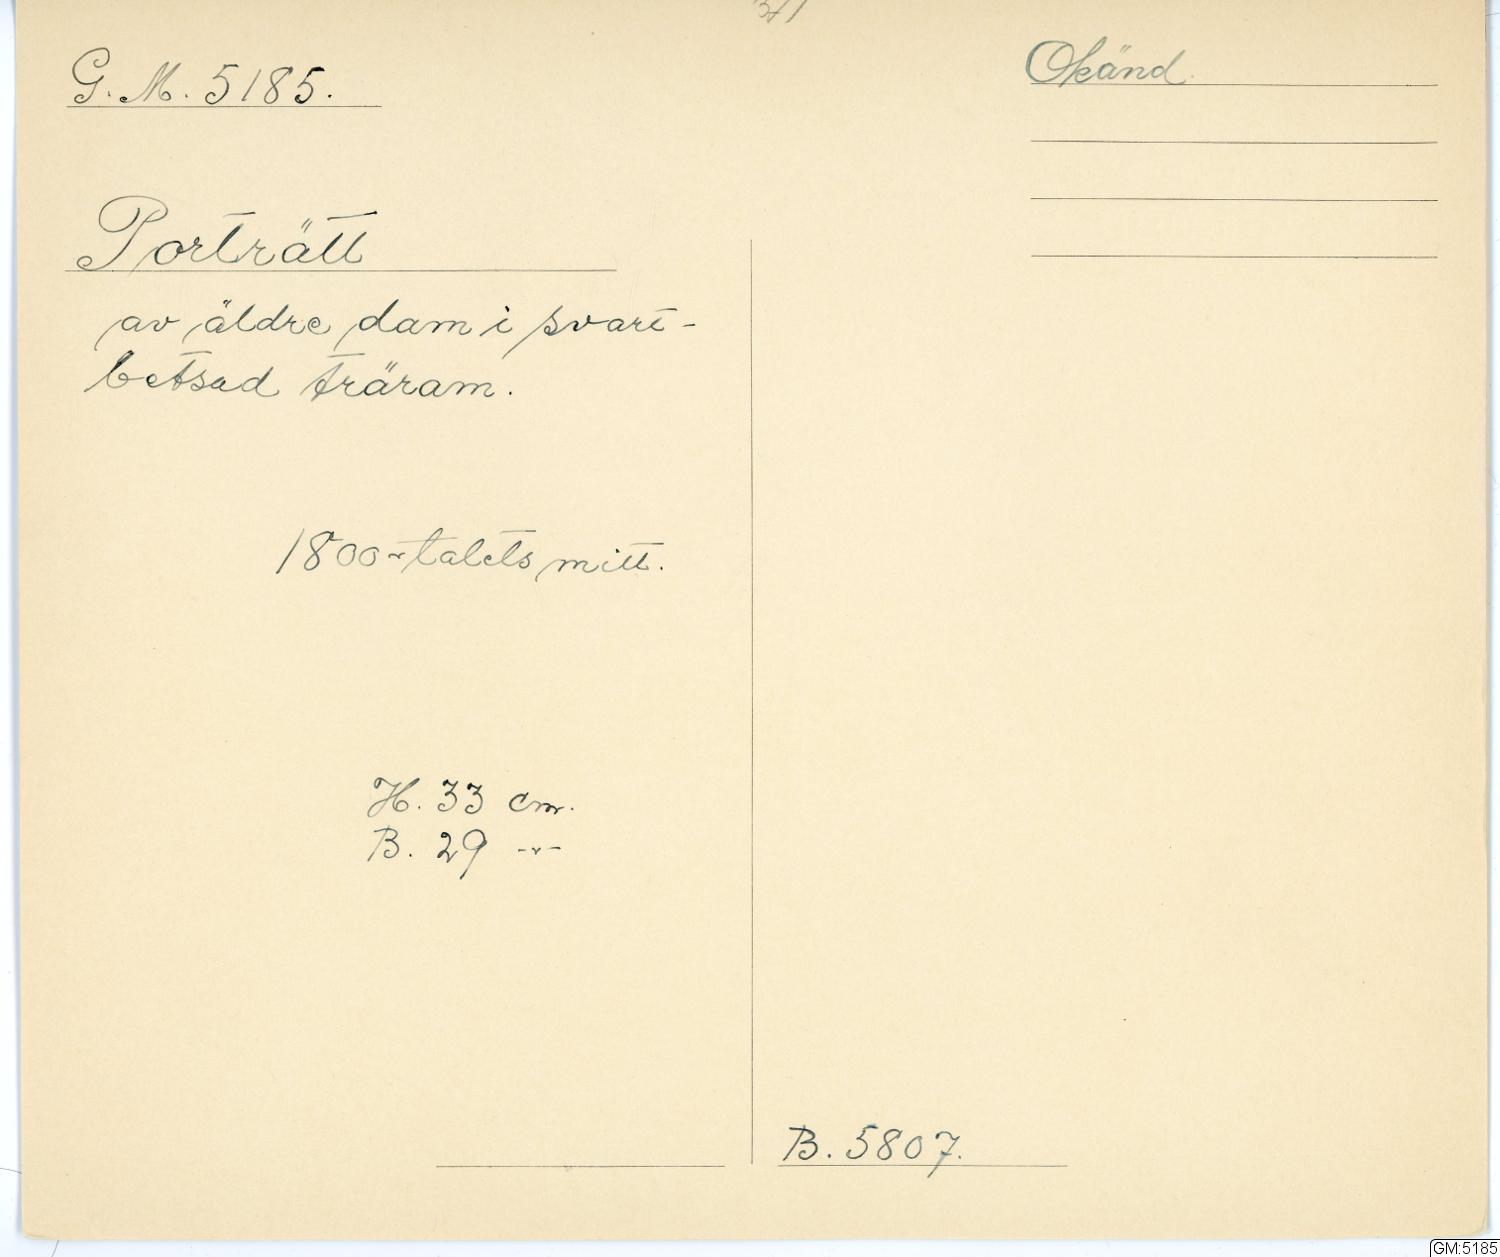 G. M. 5185.
Okänd.
Porträtt
av äldre dam i svart-
betsad träram.
1800-talets mitt.
H. 33 cm.
B. 29 -"-
B. 5807.
GM:5185